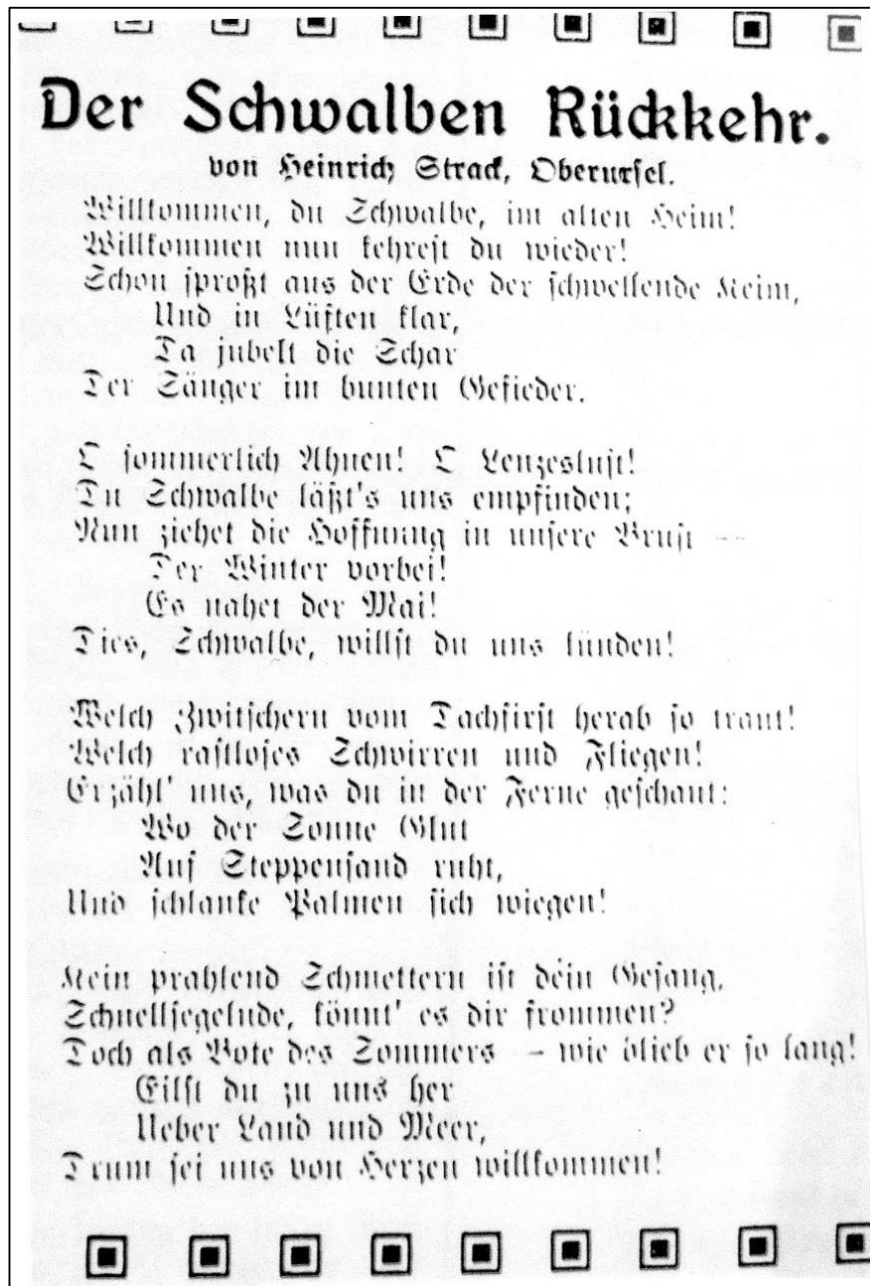 Der Schwalben Rückkehr.
von Heinrich Strack, Oberursel.
Willkommen, du Schwalbe, im alten Heim!
Willkommen nun kehrest du wieder!
Schon sproßt aus der Erde der schwellende Keim,
Und in Lüften klar,
Da jubelt die Schar
Der Sänger im bunten Gefieder.
O sommerlich Ahnen! O Lenzeslust!
Du Schwalbe läßt's uns empfinden;
Nun ziehet die Hoffnung in unsere Brust –
Der Winter vorbei!
Es nahet der Mai!
Dies, Schwalbe, willst du uns künden!
Welch Zwitschern vom Dachfirst herab so traut!
Welch rastloses Schwirren und Fliegen!
Erzähl' uns, was du in der Ferne geschaut:
Wo der Sonne Glut
Auf Steppensand ruht,
Und schlanke Palmen sich wiegen!
Kein prahlend Schmettern ist dein Gesang,
Schnellsegelnde, könnt' es dir frommen?
Doch als Bote des Sommers – wie blieb er so lang!
Eilst du zu uns her
Ueber Land und Meer,
Drum sei uns von Herzen willkommen!